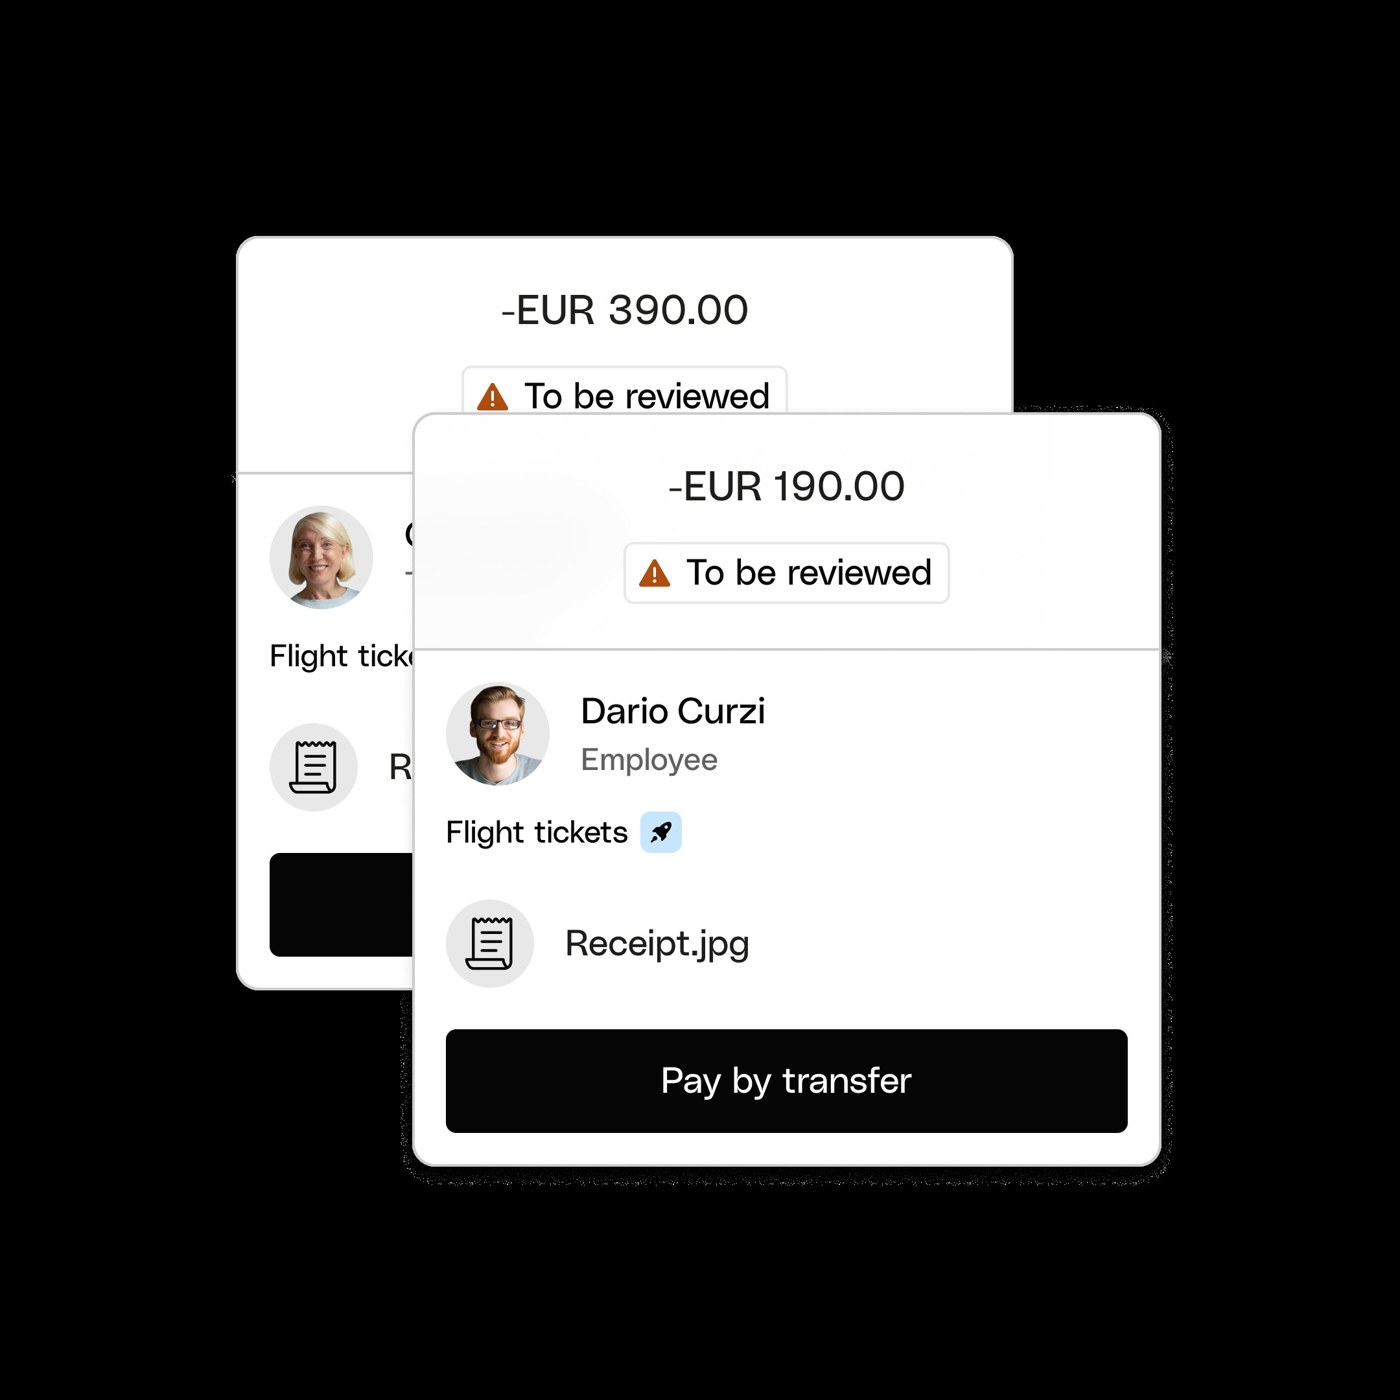 -EUR 390.00
To be reviewed
Flight
-EUR 190.00
To be reviewed
Dario Curzi
Employee
Flight tickets
Receipt.jpg
Pay by transfer